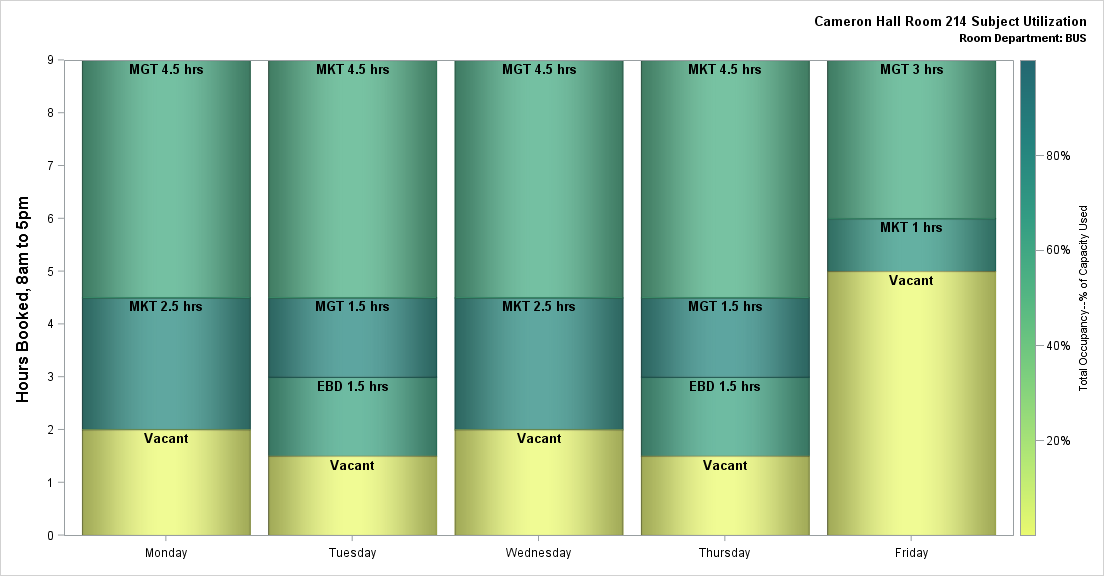 Cameron Hall Room 214 Subject Utilization
Room Department: BUS
Hours Booked, 8am to 5pm
9
8
7
6
5
4
3
2
1
0
MGT 4.5 hrs
MKT 2.5 hrs
Vacant
MKT 4.5 hrs
MGT 1.5 hrs
EBD 1.5 hrs
Vacant
MGT 4.5 hrs
MKT 2.5 hrs
Vacant
MKT 4.5 hrs
MGT 1.5 hrs
EBD 1.5 hrs
Vacant
MGT 3 hrs
MKT 1 hrs
Vacant
Monday
Tuesday
Wednesday
Thursday
Friday
80%
60%
40%
20%
Total Occupancy--% of Capacity Used